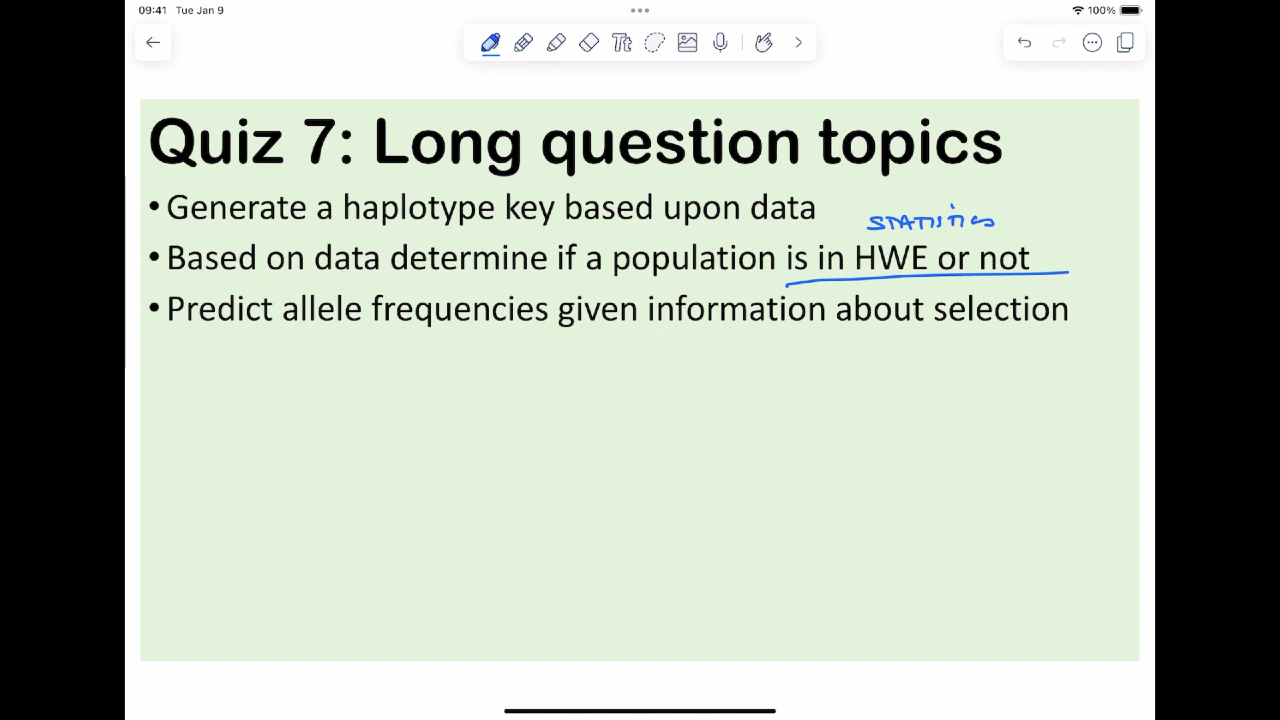 09:41 Tue Jan 9
100%
Tt
Quiz 7: Long question topics
• Generate a haplotype key based upon data
STATISTICS
• Based on data determine if a population is in HWE or not
• Predict allele frequencies given information about selection